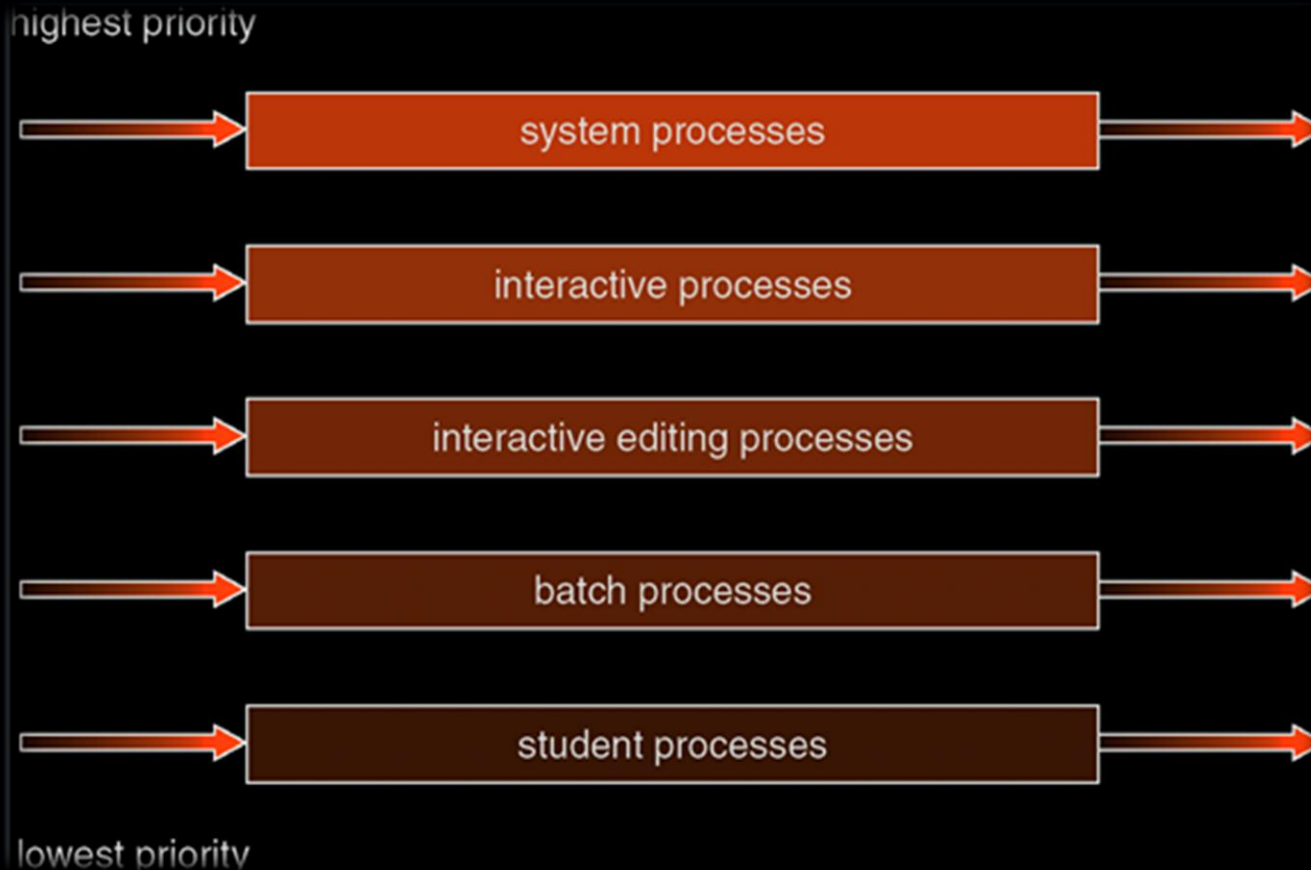 highest priority
system processes
interactive processes
interactive editing processes
batch processes
student processes
lowest priority